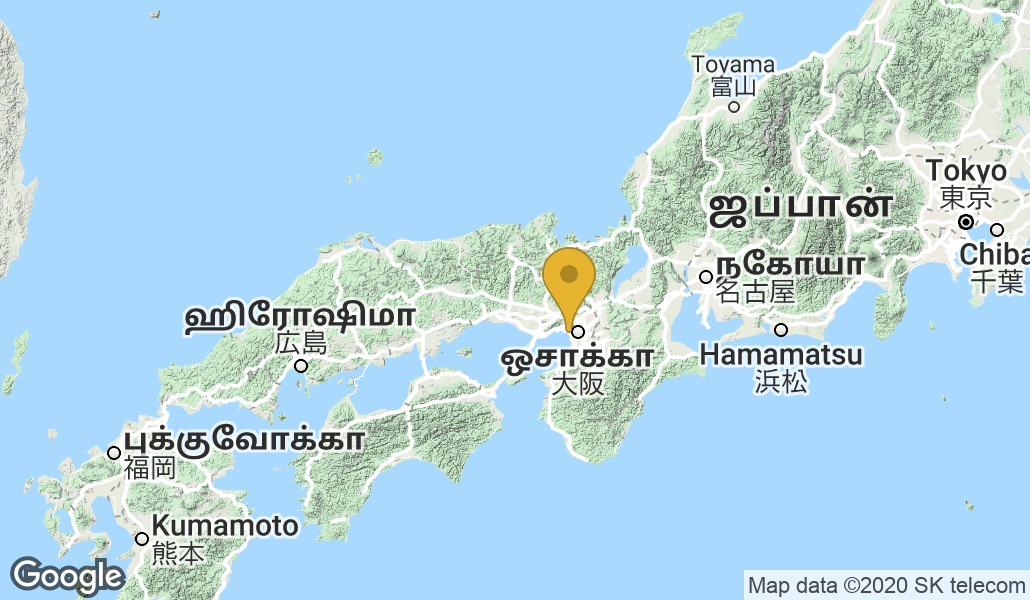 Toyama
富山
Tokyo
東京
ஜப்பான்
Chiba
千葉
நகோயா
名古屋
ஹிரோஷிமா
広島
ஒசாக்கா
大阪
Hamamatsu
浜松
புக்குவோக்கா
福岡
Kumamoto
熊本
Google
Map data ©2020 SK telecom